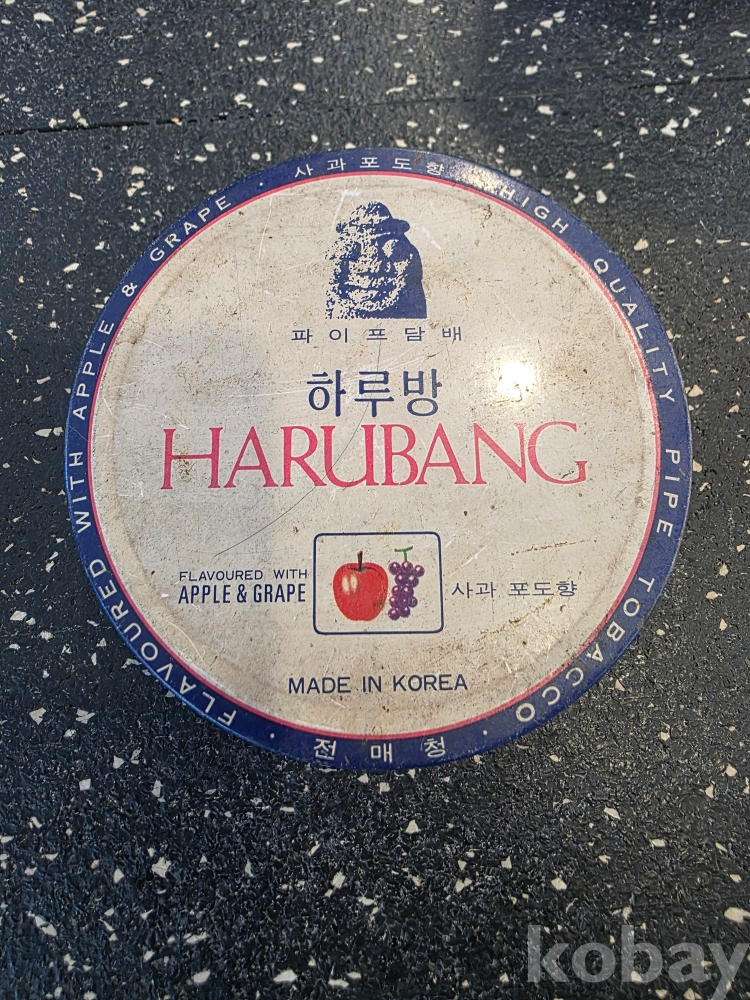 사과포도향 · HIGH QUALITY PIPE TOBACCO · 전매청 · FLAVOURED WITH APPLE & GRAPE ·
파이프담배
하루방
HARUBANG
FLAVOURED WITH
APPLE & GRAPE
사과 포도향
MADE IN KOREA
kobay